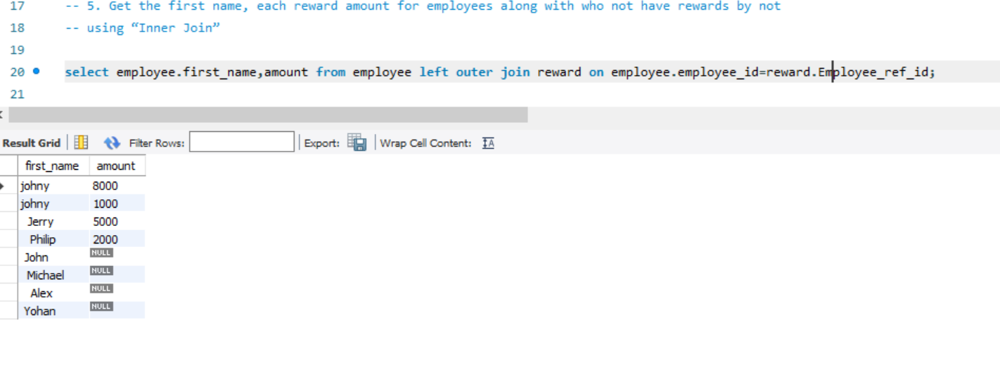 17 -- 5. Get the first name, each reward amount for employees along with who not have rewards by not
18 -- using “Inner Join”
19
20 select employee.first_name,amount from employee left outer join reward on employee.employee_id=reward.Employee_ref_id;
21
Result Grid Filter Rows: Export: Wrap Cell Content: IA
first_name amount
johny 8000
johny 1000
Jerry 5000
Philip 2000
John NULL
Michael NULL
Alex NULL
Yohan NULL